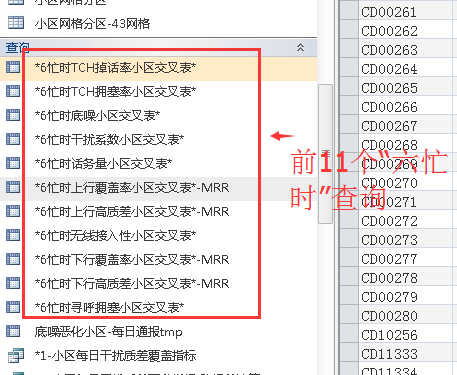 小区网格分区
小区网格分区-43网格
查询
*6忙时TCH掉话率小区交叉表*
*6忙时TCH拥塞率小区交叉表*
*6忙时底噪小区交叉表*
*6忙时干扰系数小区交叉表*
*6忙时话务量小区交叉表*
*6忙时上行覆盖率小区交叉表*-MRR
*6忙时上行高质差小区交叉表*-MRR
*6忙时无线接入性小区交叉表*
*6忙时下行覆盖率小区交叉表*-MRR
*6忙时下行高质差小区交叉表*-MRR
*6忙时寻呼拥塞小区交叉表*
底噪恶化小区-每日通报tmp
*1-小区每日干扰质差覆盖指标
前11个“六忙
时”查询
CD00261
CD00262
CD00263
CD00264
CD00265
CD00266
CD00267
CD00268
CD00269
CD00270
CD00271
CD00272
CD00273
CD00277
CD00278
CD00279
CD00280
CD10256
CD11333
CD11334